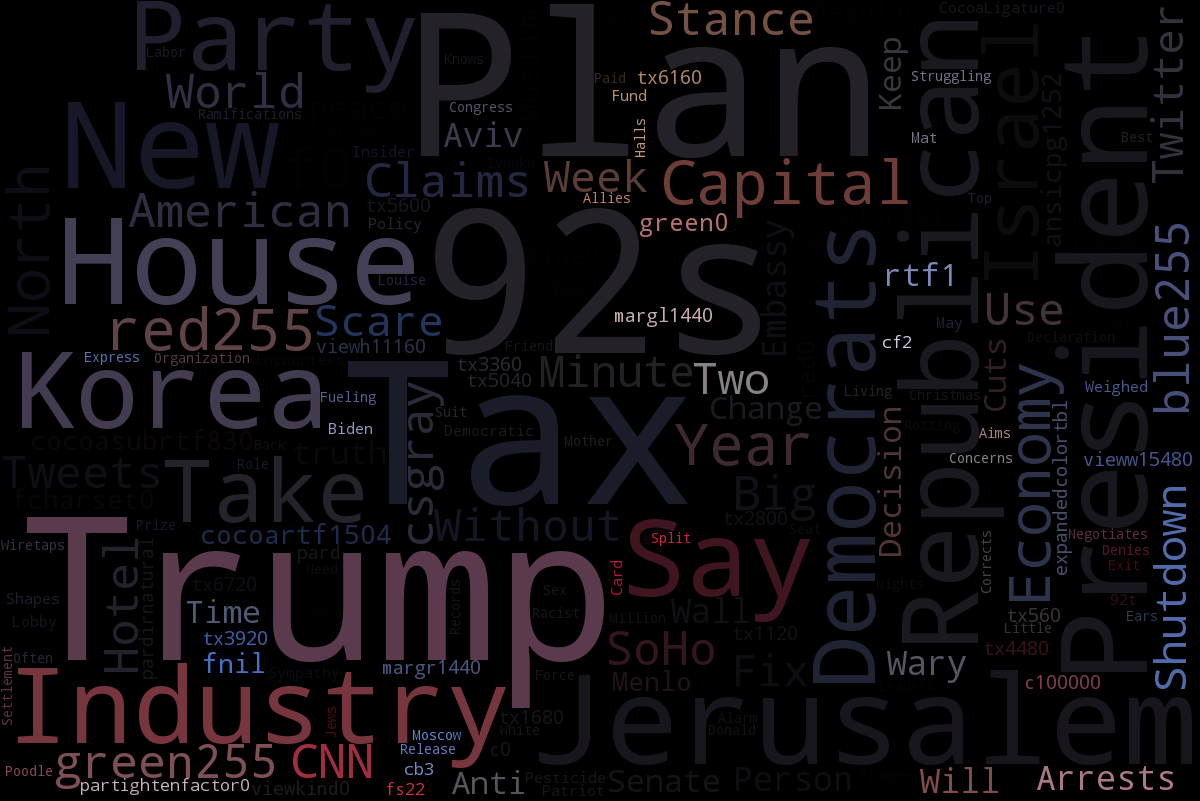 CocoaLigature0
Party
Labor
Plan
Knows
Stance
World
Ramifications
Congress
Aviv
Paid
tx6160
Fund
Halls
Keep
Struggling
Mat
Best
Twitter
New
Insider
Claims
Week
Allies
Capital
Republican
Israel
ansicpg1252
President
Top
North
American
tx5600
Policy
House
Louise
92s
green0
margl1440
Embassy
Democrats
rtf1
May
cf2
Use
Declaration
blue255
red255
Scare
viewh11160
Friend
Express
Organization
Korea
Fueling
Biden
Tax
tx3360
tx5040
Minute
Two
Change
Living
Christmas
Cuts
Weighed
Suit
Democratic
Mother
Year
Decision
Rotting
Aims
Concerns
Economy
expandedcolortbl
vieww15480
cocoasubrtf830
Back
truth
Tweets
Role
Take
csgray
fcharset0
Prize
cocoartf1504
Without
Big
tx2800
Seat
Wiretaps
Trump
Split
Say
Negotiates
Denies
Exit
Shutdown
Hotel
pardirnatural
pard
Need
tx6720
Records
Sex
Racist
Card
Million
Wall
Nights
Corrects
92t
Shapes
Lobby
Time
tx3920
tx1120
tx560
Little
Ears
Often
fnil
Sympathy
margr1440
Force
SoHo
Menlo
Fix
Wary
tx4480
c100000
Settlement
Industry
Jews
tx1680
White
Jerusalem
Alarm
Donald
Moscow
Release
c0
Poodle
green255
CNN
cb3
partightenfactor0
viewkind0
fs22
Anti
Pesticide
Patriot
Senate
Person
Will
Arrests